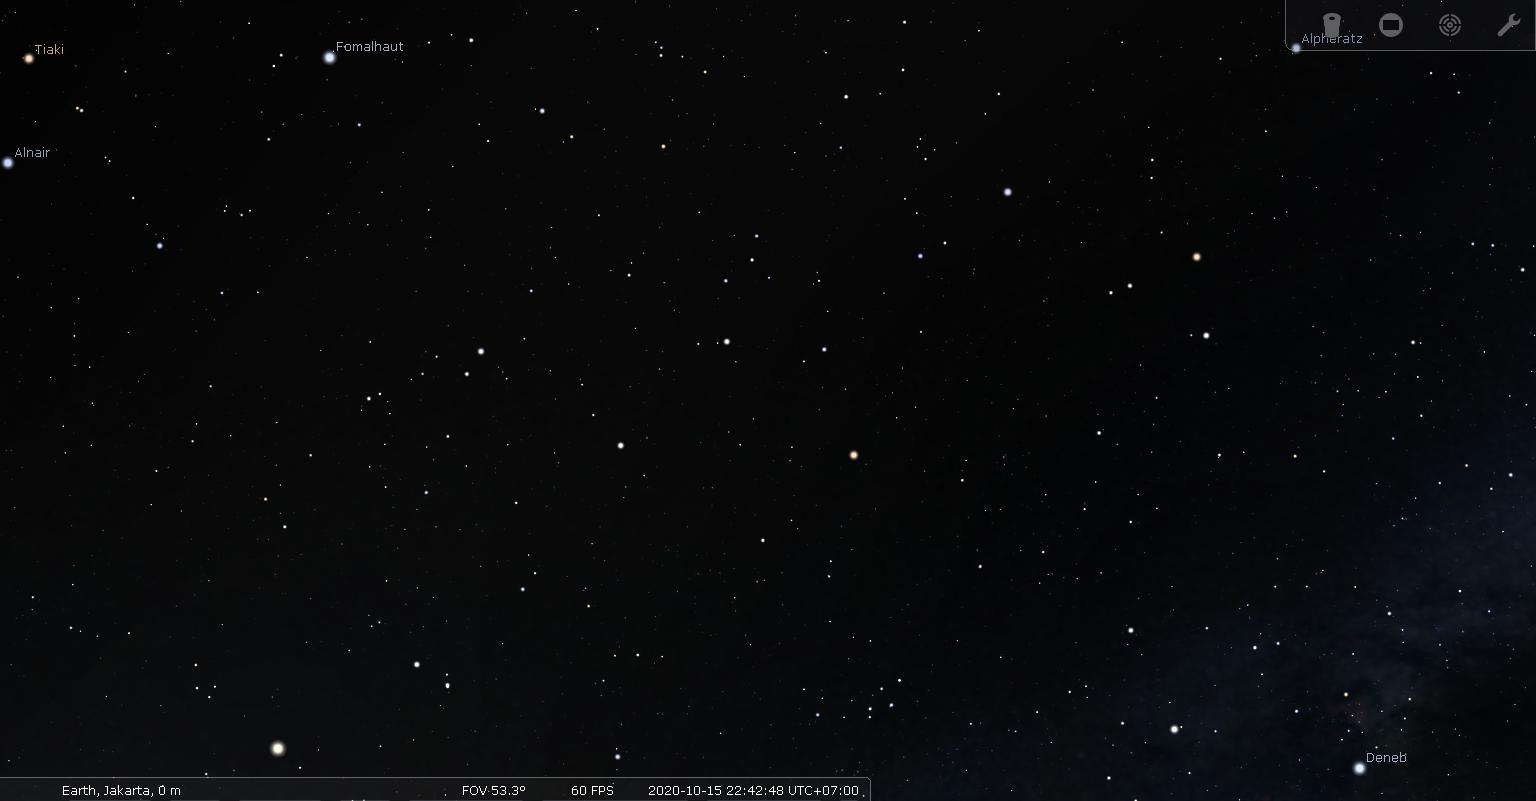 Tiaki
Fomalhaut
Alpheratz
Alnair
Deneb
Earth, Jakarta, 0 m FOV 53.3° 60 FPS 2020-10-15 22:42:48 UTC+07:00